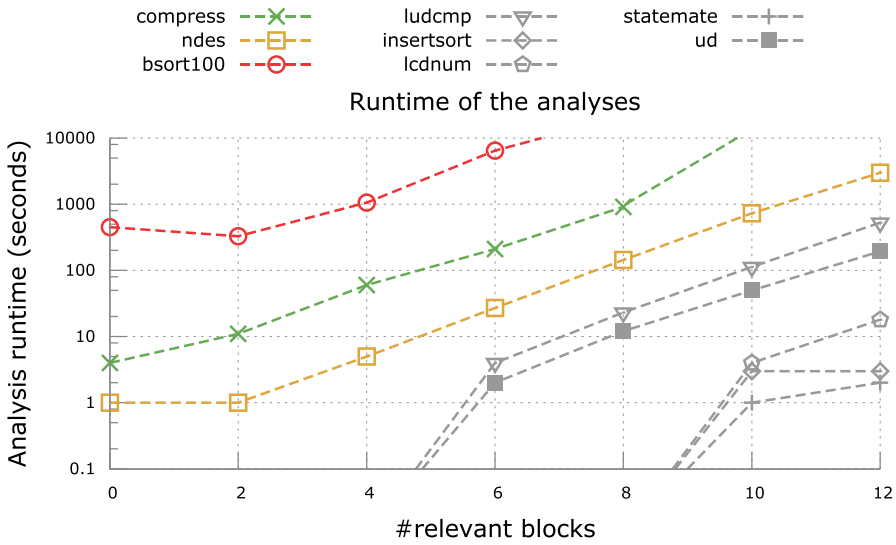 compress
ndes
bsort100
ludcmp
insertsort
lcdnum
statemate
ud
Runtime of the analyses
Analysis runtime (seconds)
10000
1000
100
10
1
0.1
0 2 4 6 8 10 12
#relevant blocks